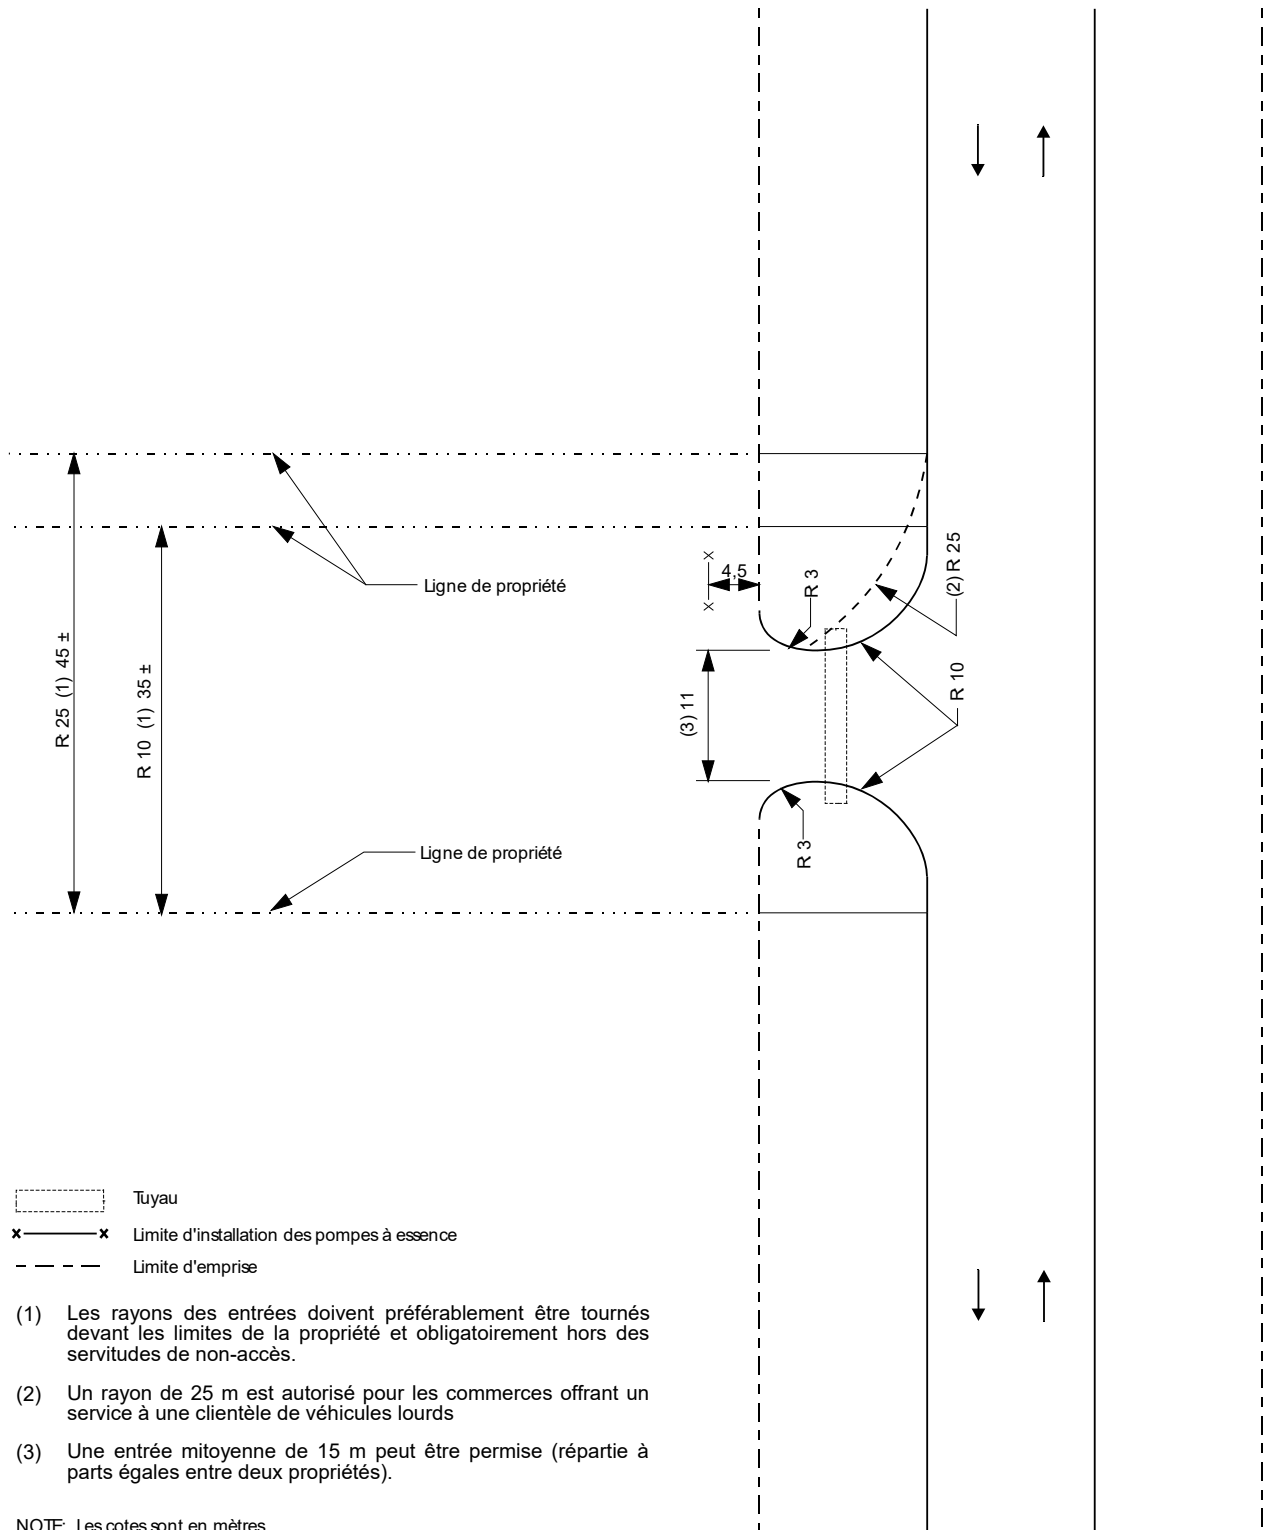 4,5
R 3
(2) R 25
Ligne de propriété
R 25 (1) 45 ±
R 10 (1) 35 ±
(3) 11
R 10
R 3
Ligne de propriété
Tuyau
Limite d'installation des pompes à essence
Limite d'emprise
(1) Les rayons des entrées doivent préférablement être tournés
devant les limites de la propriété et obligatoirement hors des
servitudes de non-accès.
(2) Un rayon de 25 m est autorisé pour les commerces offrant un
service à une clientèle de véhicules lourds
(3) Une entrée mitoyenne de 15 m peut être permise (répartie à
parts égales entre deux propriétés).
NOTE: Les cotes sont en mètres